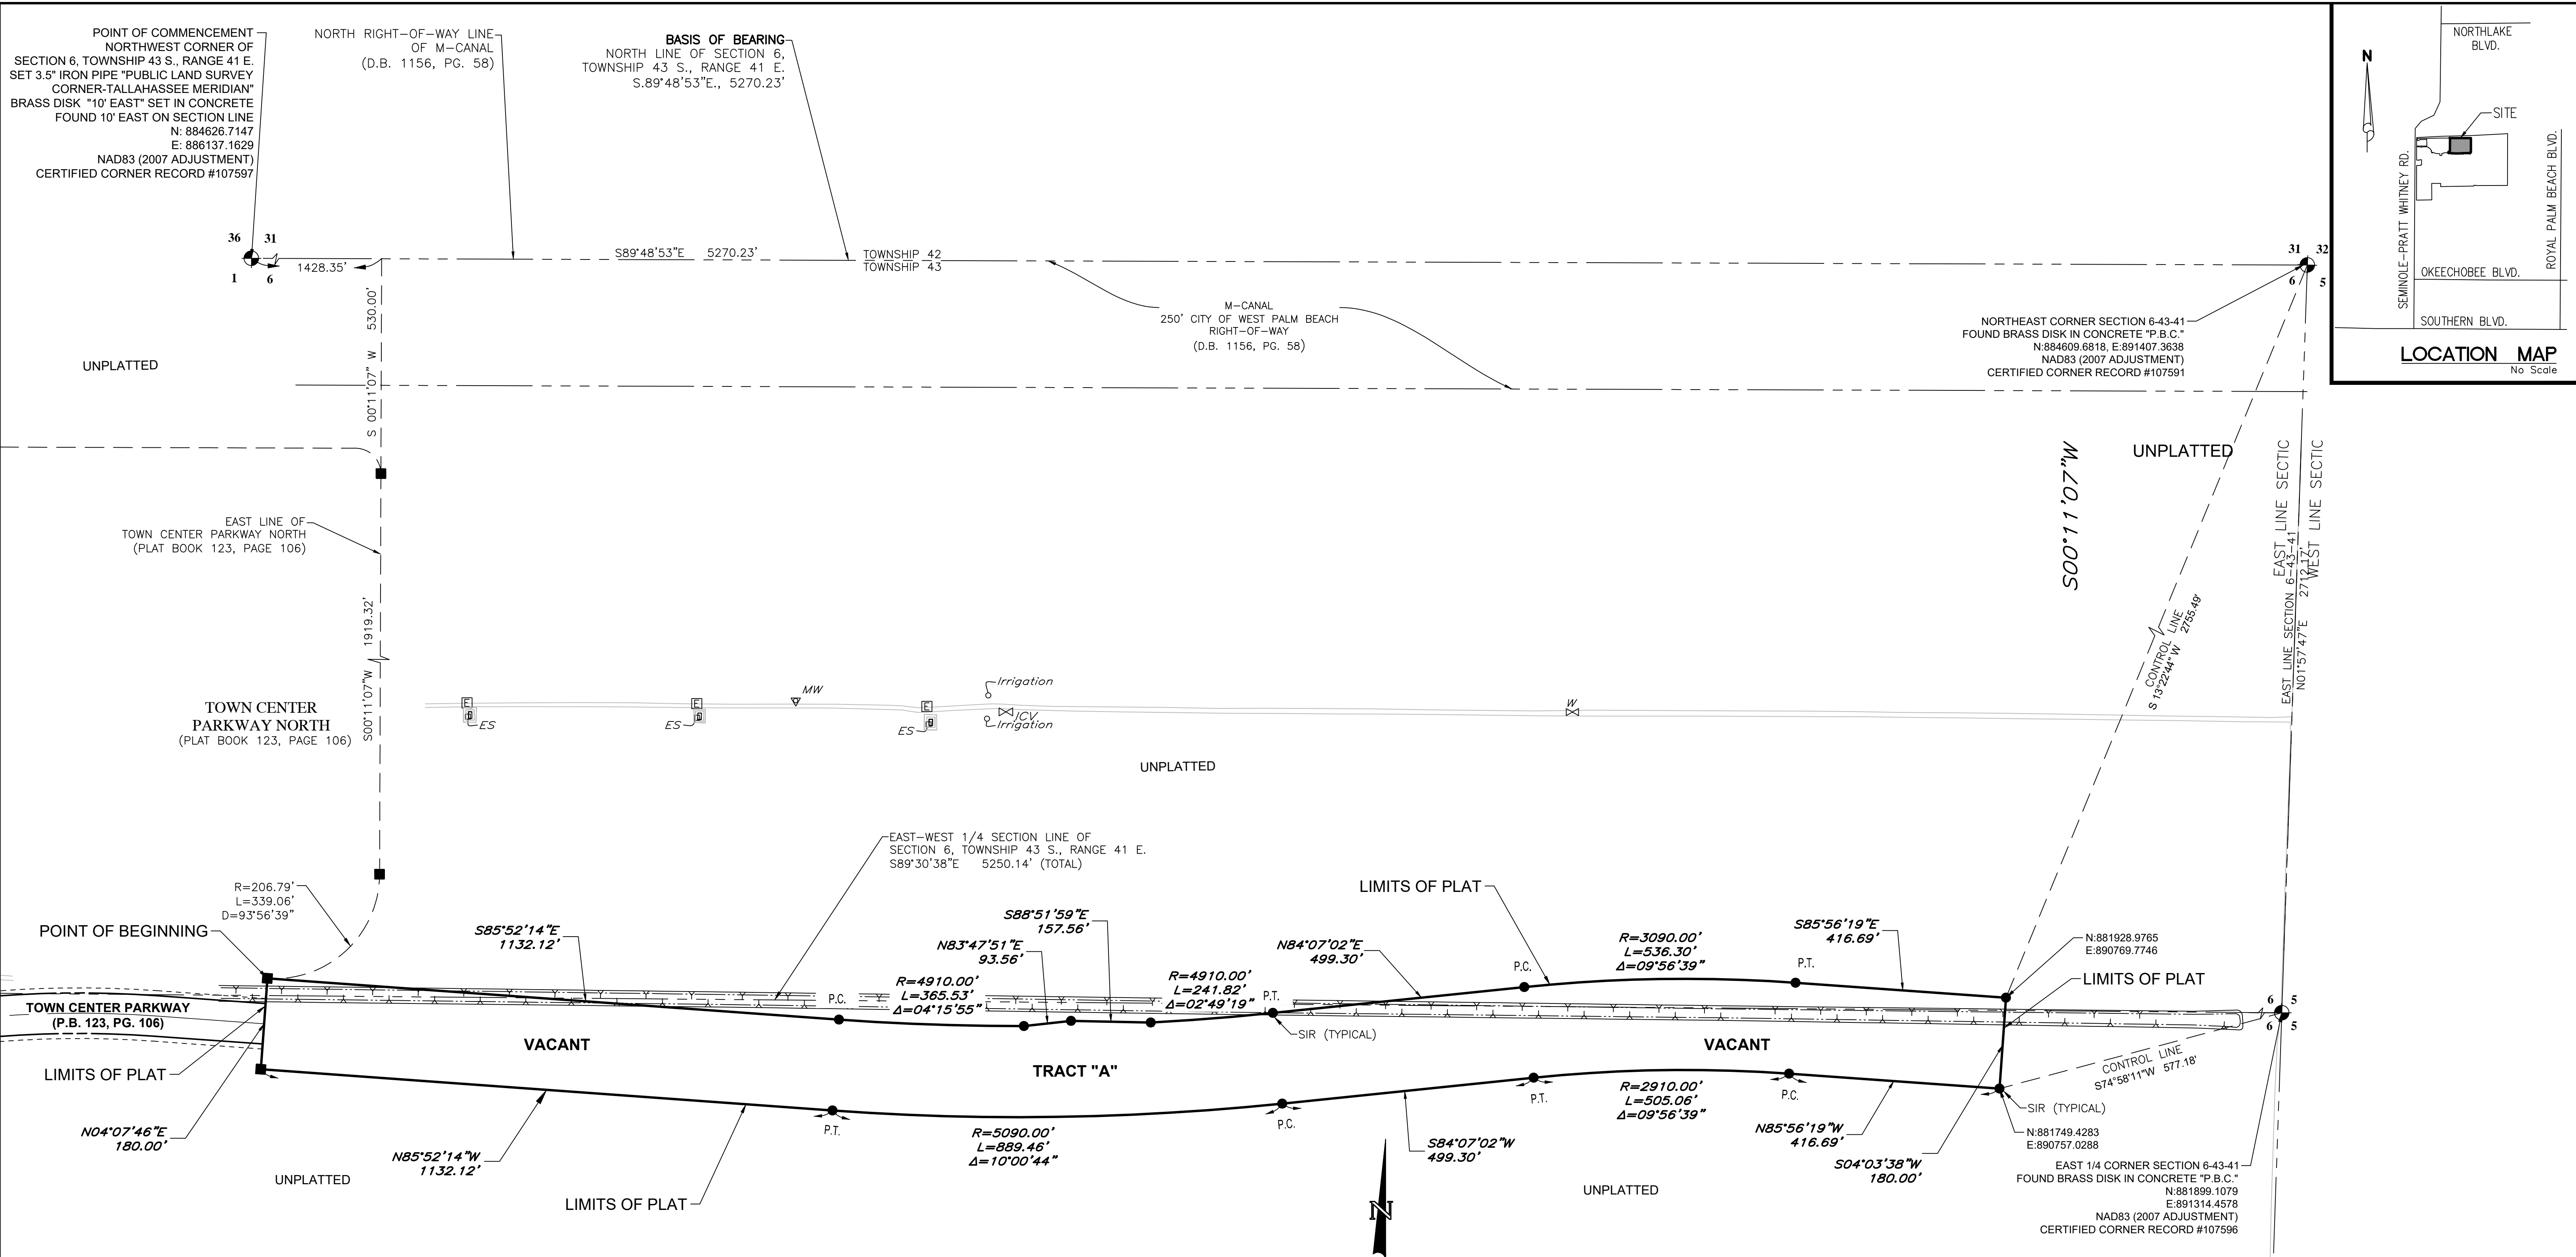 POINT OF COMMENCEMENT
NORTHWEST CORNER OF
SECTION 6, TOWNSHIP 43 S., RANGE 41 E.
SET 3.5" IRON PIPE "PUBLIC LAND SURVEY
CORNER-TALLAHASSEE MERIDIAN"
BRASS DISK "10' EAST" SET IN CONCRETE
FOUND 10' EAST ON SECTION LINE
N: 884626.7147
E: 886137.1629
NAD83 (2007 ADJUSTMENT)
CERTIFIED CORNER RECORD #107597
NORTH RIGHT-OF-WAY LINE
OF M-CANAL
(D.B. 1156, PG. 58)
BASIS OF BEARING
NORTH LINE OF SECTION 6,
TOWNSHIP 43 S., RANGE 41 E.
S.89°48'53"E., 5270.23'
N
NORTHLAKE
BLVD.
SITE
SEMINOLE-PRATT WHITNEY RD.
ROYAL PALM BEACH BLVD.
OKEECHOBEE BLVD.
SOUTHERN BLVD.
LOCATION MAP
No Scale
36 31
1 6
1428.35'
S89°48'53"E 5270.23'
TOWNSHIP 42
TOWNSHIP 43
31 32
6 5
S 00°11'07" W 530.00'
M-CANAL
250' CITY OF WEST PALM BEACH
RIGHT-OF-WAY
(D.B. 1156, PG. 58)
NORTHEAST CORNER SECTION 6-43-41
FOUND BRASS DISK IN CONCRETE "P.B.C."
N:884609.6818, E:891407.3638
NAD83 (2007 ADJUSTMENT)
CERTIFIED CORNER RECORD #107591
UNPLATTED
UNPLATTED
S00°11'07"W
EAST LINE SECTIC
WEST LINE SECTIC
EAST LINE SECTION 6-43-41
N01°57'47"E 2712.17'
CONTROL LINE
S 13°22'44" W 2755.49'
EAST LINE OF
TOWN CENTER PARKWAY NORTH
(PLAT BOOK 123, PAGE 106)
S00°11'07"W 1919.32'
TOWN CENTER
PARKWAY NORTH
(PLAT BOOK 123, PAGE 106)
E
ES
E
ES
MW
E
ES
Irrigation
ICV
Irrigation
W
UNPLATTED
EAST-WEST 1/4 SECTION LINE OF
SECTION 6, TOWNSHIP 43 S., RANGE 41 E.
S89°30'38"E 5250.14' (TOTAL)
R=206.79'
L=339.06'
D=93°56'39"
POINT OF BEGINNING
S85°52'14"E
1132.12'
N83°47'51"E
93.56'
S88°51'59"E
157.56'
R=4910.00'
L=365.53'
Δ=04°15'55"
R=4910.00'
L=241.82'
Δ=02°49'19"
N84°07'02"E
499.30'
LIMITS OF PLAT
R=3090.00'
L=536.30'
Δ=09°56'39"
S85°56'19"E
416.69'
N:881928.9765
E:890769.7746
LIMITS OF PLAT
P.C.
P.T.
P.C.
P.T.
SIR (TYPICAL)
TOWN CENTER PARKWAY
(P.B. 123, PG. 106)
VACANT
TRACT "A"
VACANT
6 5
6 5
CONTROL LINE
S74°58'11"W 577.18'
LIMITS OF PLAT
N04°07'46"E
180.00'
UNPLATTED
N85°52'14"W
1132.12'
LIMITS OF PLAT
P.T.
R=5090.00'
L=889.46'
Δ=10°00'44"
P.C.
S84°07'02"W
499.30'
P.T.
R=2910.00'
L=505.06'
Δ=09°56'39"
P.C.
N85°56'19"W
416.69'
S04°03'38"W
180.00'
SIR (TYPICAL)
N:881749.4283
E:890757.0288
UNPLATTED
N
EAST 1/4 CORNER SECTION 6-43-41
FOUND BRASS DISK IN CONCRETE "P.B.C."
N:881899.1079
E:891314.4578
NAD83 (2007 ADJUSTMENT)
CERTIFIED CORNER RECORD #107596